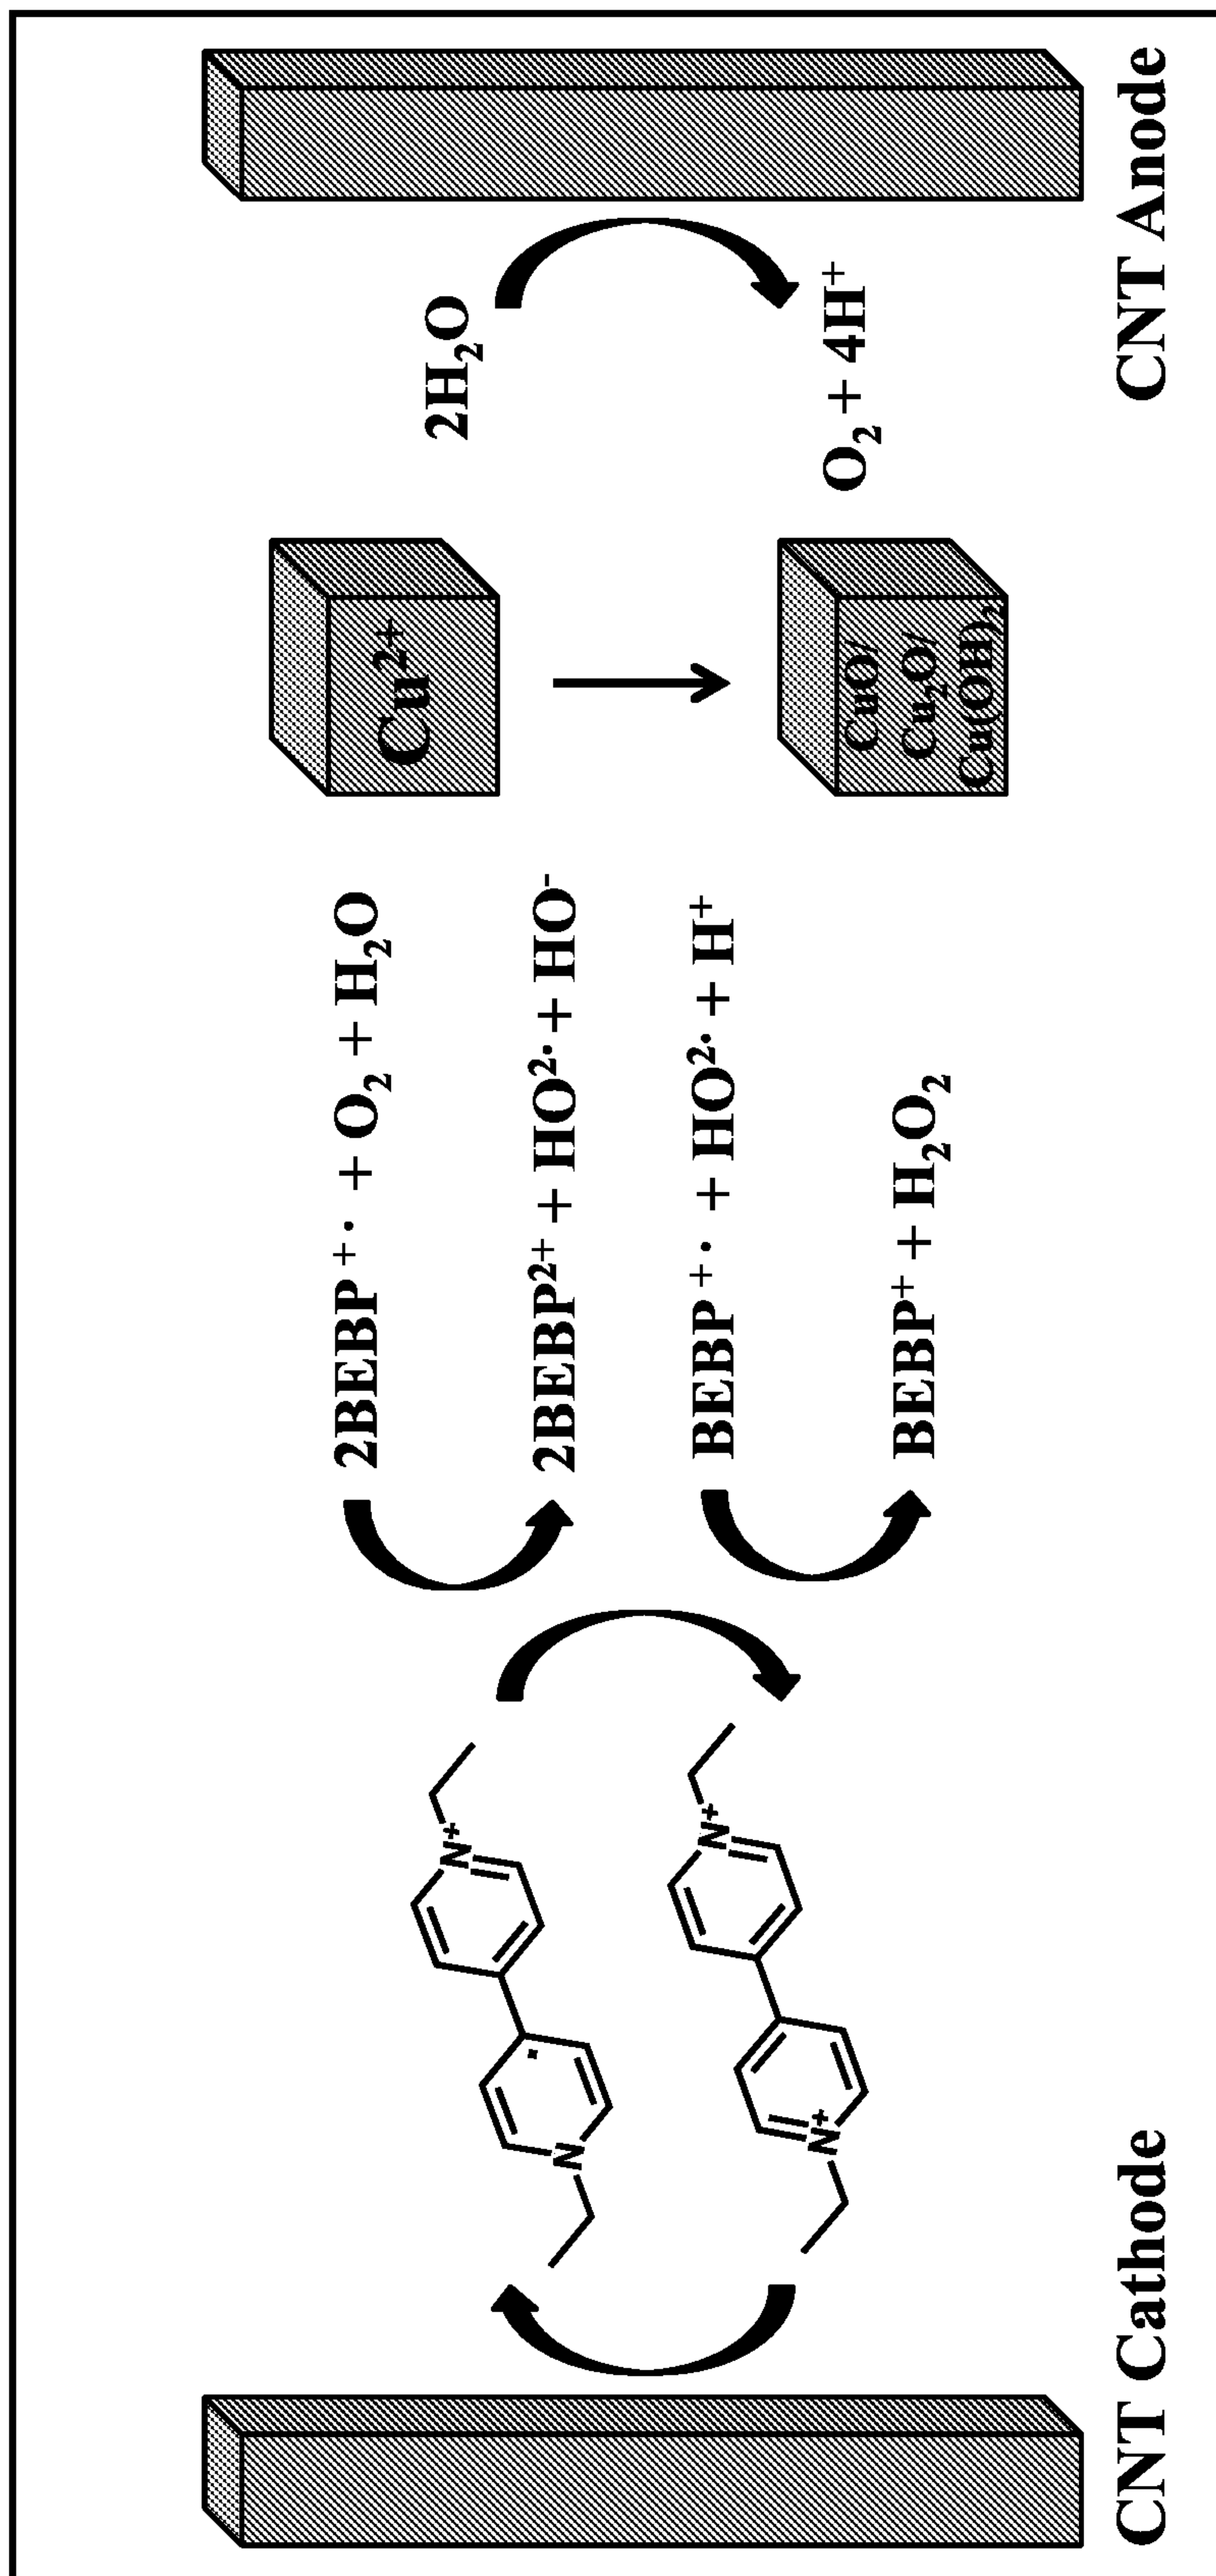 2BEBP⁺· + O₂ + H₂O
2BEBP²⁺ + HO²· + HO⁻
BEBP⁺· + HO²· + H⁺
BEBP⁺ + H₂O₂
N⁺
N
N⁺
N⁺
Cu²⁺
CuO/
Cu₂O/
Cu(OH)₂
2H₂O
O₂ + 4H⁺
CNT Cathode
CNT Anode